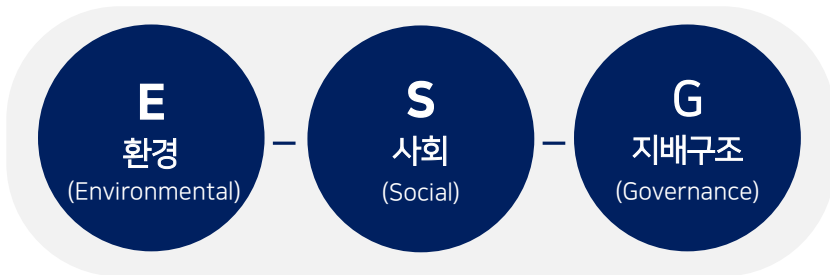 E
환경
(Environmental)
S
사회
(Social)
G
지배구조
(Governance)